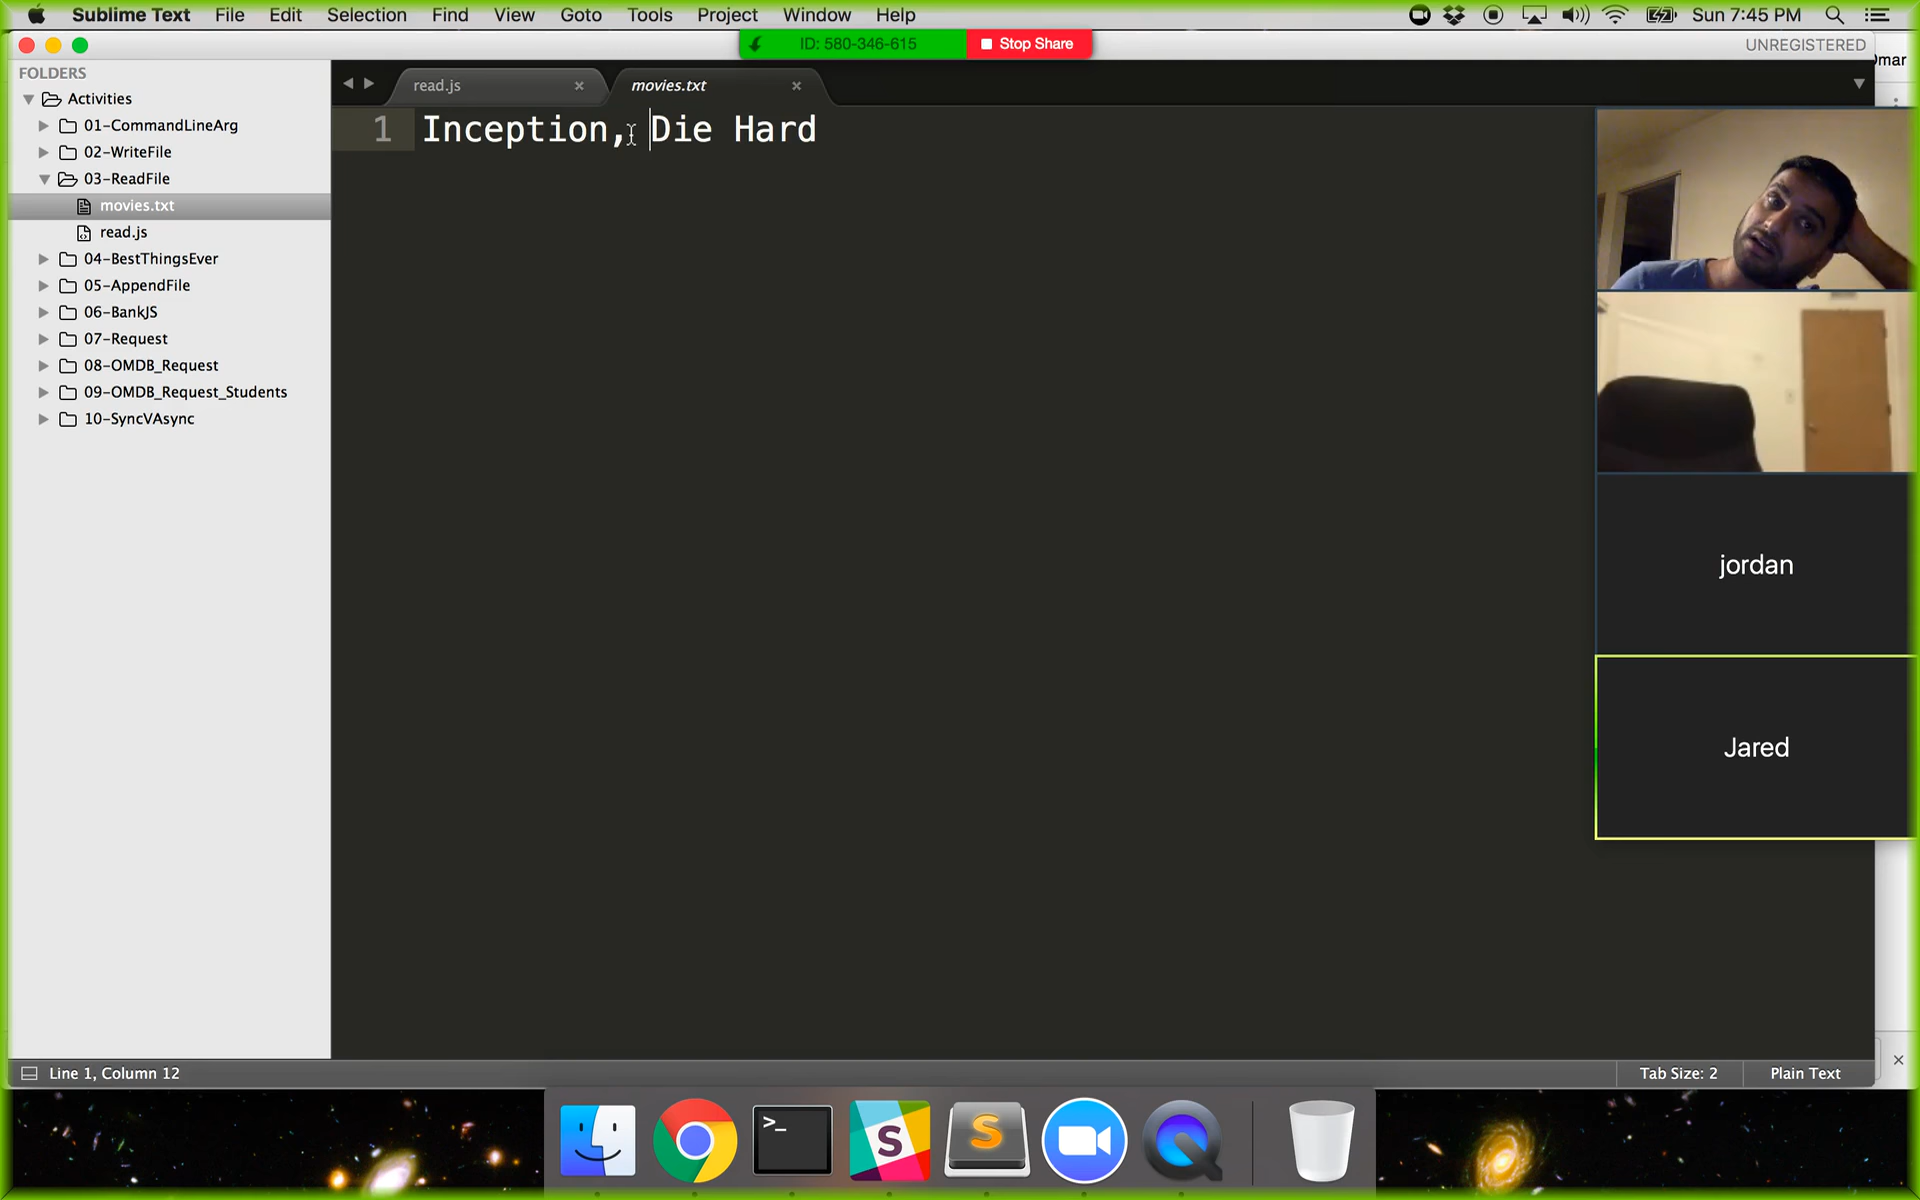 Sublime Text File Edit Selection Find View Goto Tools Project Window Help Sun 7:45 PM
ID: 580-346-615 Stop Share
UNREGISTERED
FOLDERS
Activities
01-CommandLineArg
02-WriteFile
03-ReadFile
movies.txt
read.js
04-BestThingsEver
05-AppendFile
06-BankJS
07-Request
08-OMDB_Request
09-OMDB_Request_Students
10-SyncVAsync
read.js movies.txt
1 Inception, Die Hard
jordan
Jared
Line 1, Column 12 Tab Size: 2 Plain Text
>_
S
S